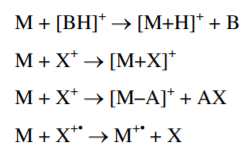 M + [BH]⁺ → [M+H]⁺ + B
M + X⁺ → [M+X]⁺
M + X⁺ → [M–A]⁺ + AX
M + X⁺• → M⁺• + X